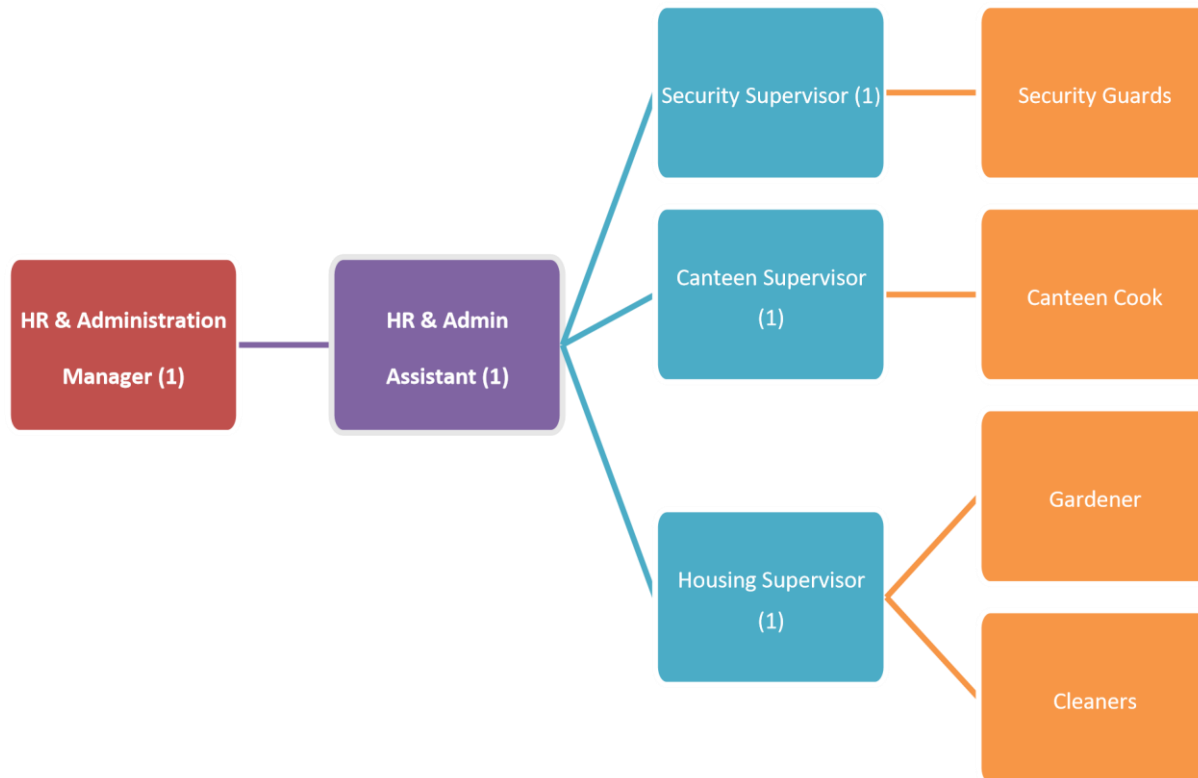 HR & Administration
Manager (1)
HR & Admin
Assistant (1)
Security Supervisor (1)
Security Guards
Canteen Supervisor
(1)
Canteen Cook
Housing Supervisor
(1)
Gardener
Cleaners